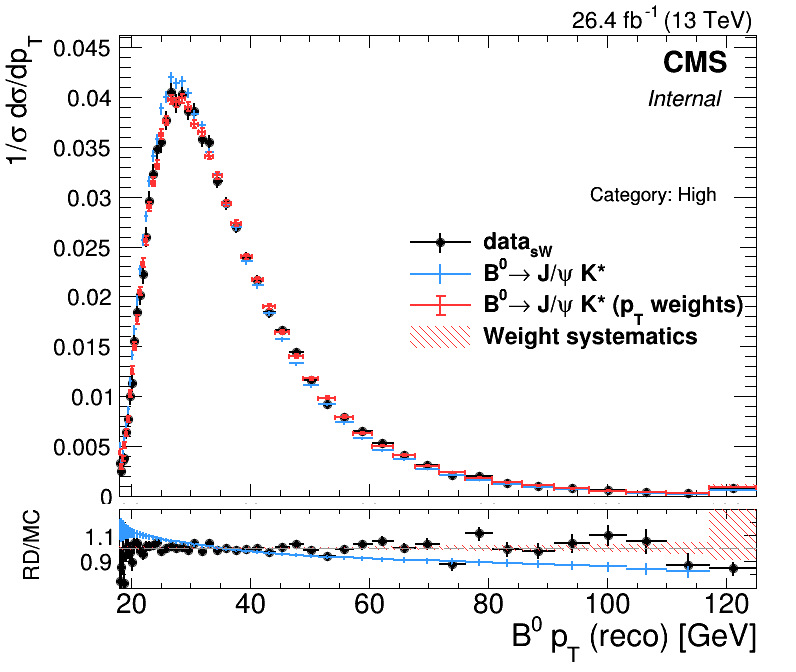 26.4 fb⁻¹ (13 TeV)
CMS
Internal
Category: High
1/σ dσ/dp_T
0.045
0.04
0.035
0.03
0.025
0.02
0.015
0.01
0.005
0
data_sW
B⁰→ J/ψ K*
B⁰→ J/ψ K* (p_T weights)
Weight systematics
RD/MC
1.1
0.9
20 40 60 80 100 120
B⁰ p_T (reco) [GeV]